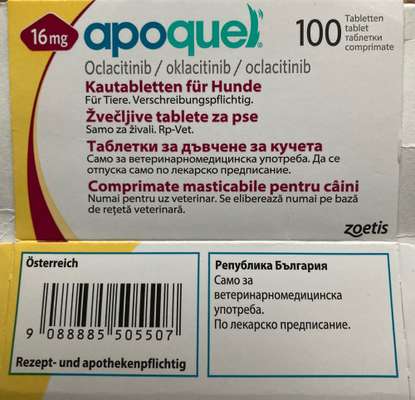 16 mg
apoquel
100
Tabletten
tablet
таблетки
comprimate
Oclacitinib / oklacitinib / oclacitinib
Kautabletten für Hunde
Für Tiere. Verschreibungspflichtig.
Žvečljive tablete za pse
Samo za živali. Rp-Vet.
Таблетки за дъвчене за кучета
Само за ветеринарномедицинска употреба. Да се
отпуска само по лекарско предписание.
Comprimate masticabile pentru câini
Numai pentru uz veterinar. Se eliberează numai pe bază
de rețetă veterinară.
zoetis
Österreich
9 088885 505507
Rezept- und apothekenpflichtig
Република България
Само за
ветеринарномедицинска
употреба.
По лекарско предписание.